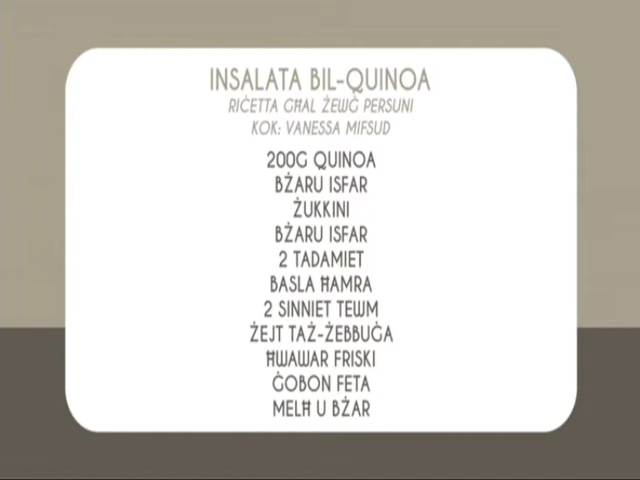 INSALATA BIL-QUINOA
RIĊETTA GĦAL ŻEWĠ PERSUNI
KOK: VANESSA MIFSUD
200G QUINOA
BŻARU ISFAR
ŻUKKINI
BŻARU ISFAR
2 TADAMIET
BASLA ĦAMRA
2 SINNIET TEWM
ŻEJT TAŻ-ŻEBBUĠA
ĦWAWAR FRISKI
ĠOBON FETA
MELĦ U BŻAR